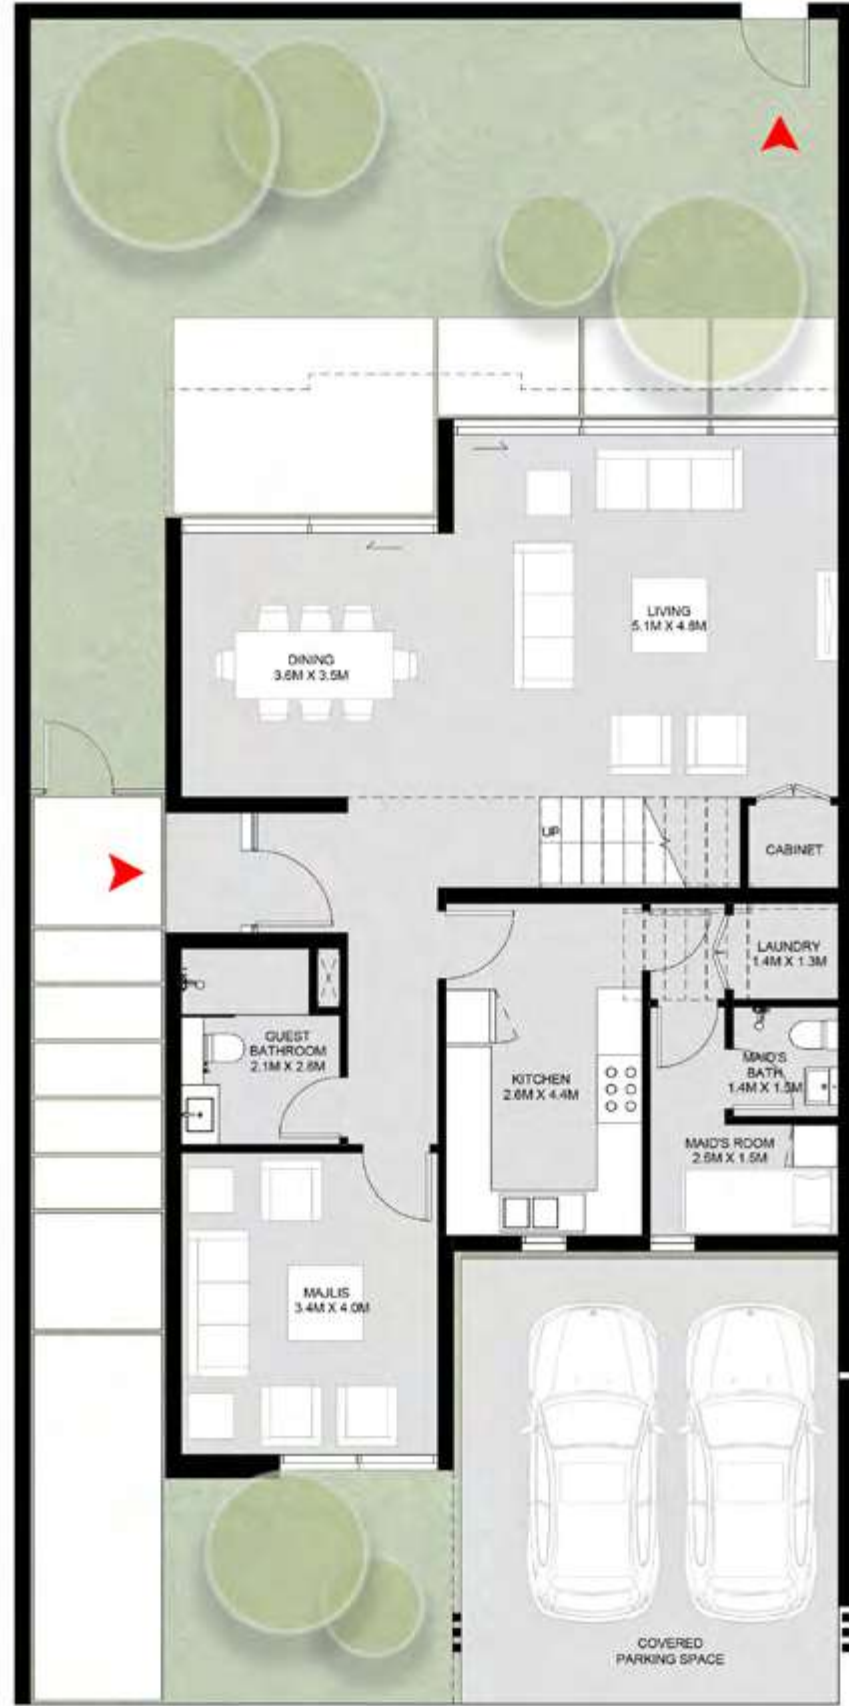 LIVING
5.1M X 4.8M
DINING
3.6M X 3.5M
UP
CABINET
LAUNDRY
1.4M X 1.3M
GUEST
BATHROOM
2.1M X 2.6M
KITCHEN
2.6M X 4.4M
MAID'S
BATH
1.4M X 1.5M
MAID'S ROOM
2.5M X 1.5M
MAJLIS
3.4M X 4.0M
COVERED
PARKING SPACE